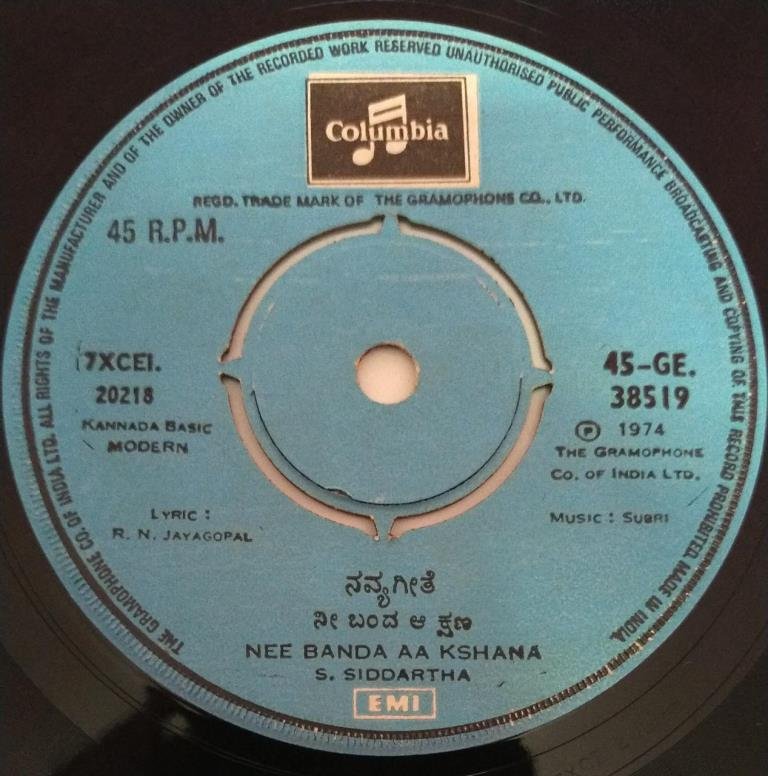 THE GRAMOPHONE CO. OF INDIA LTD. ALL RIGHTS OF THE MANUFACTURER AND OF THE OWNER OF THE RECORDED WORK RESERVED UNAUTHORISED PUBLIC PERFORMANCE BROADCASTING AND COPYING OF THIS RECORD PROHIBITED. MADE IN INDIA.
Columbia
REGD. TRADE MARK OF THE GRAMOPHONE CO., LTD.
45 R.P.M.
7XCEI.
20218
KANNADA BASIC
MODERN
45-GE.
38519
Ⓟ 1974
THE GRAMOPHONE
CO. OF INDIA LTD.
LYRIC :
R. N. JAYAGOPAL
MUSIC : SUBRI
ನವ್ಯಗೀತೆ
ನೀ ಬಂದ ಆ ಕ್ಷಣ
NEE BANDA AA KSHANA
S. SIDDARTHA
EMI